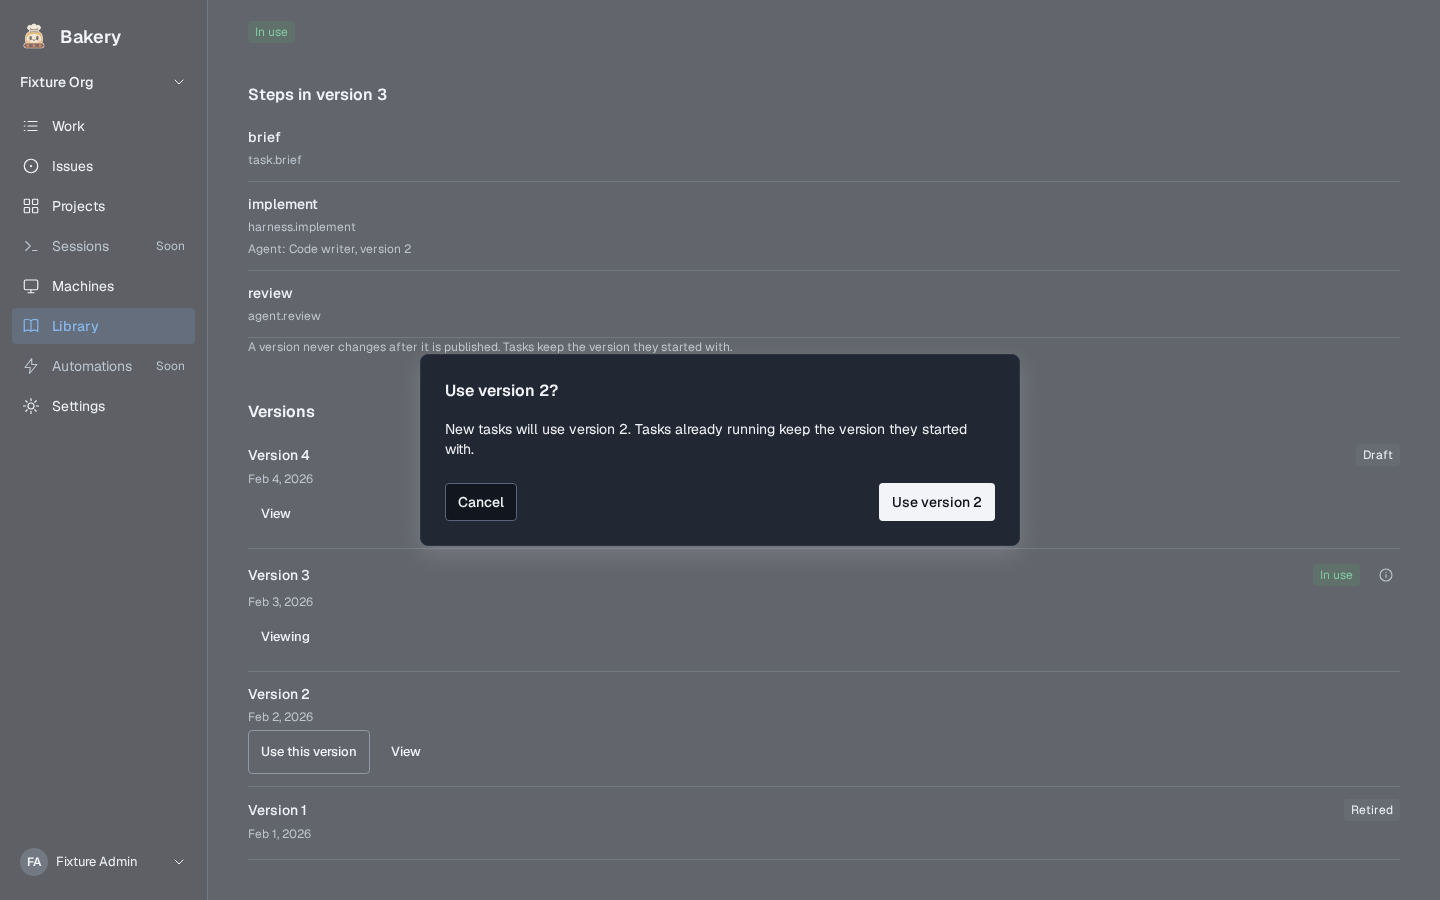 Bakery
Fixture Org
Work
Issues
Projects
Sessions Soon
Machines
Library
Automations Soon
Settings
FA Fixture Admin
In use
Steps in version 3
brief
task.brief
implement
harness.implement
Agent: Code writer, version 2
review
agent.review
A version never changes after it is published. Tasks keep the version they started with.
Use version 2?
New tasks will use version 2. Tasks already running keep the version they started
with.
Cancel Use version 2
Versions
Version 4 Draft
Feb 4, 2026
View
Version 3 In use
Feb 3, 2026
Viewing
Version 2
Feb 2, 2026
Use this version View
Version 1 Retired
Feb 1, 2026